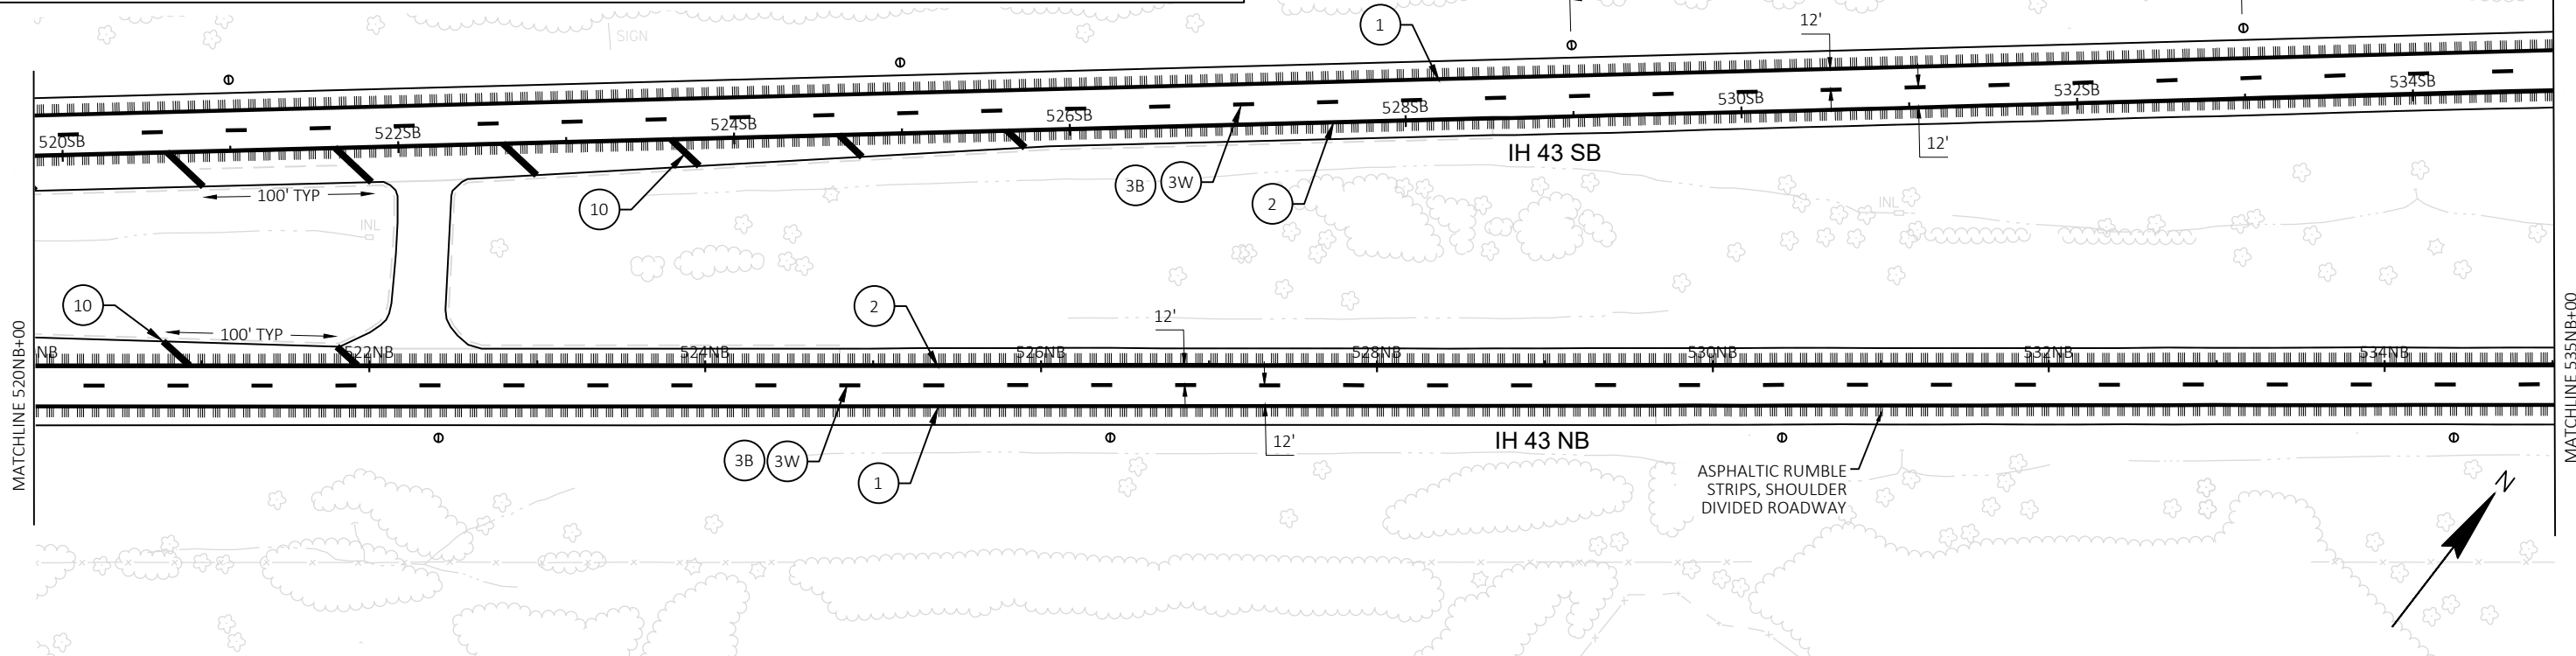 SIGN
1
12'
520SB
522SB
524SB
526SB
528SB
530SB
532SB
534SB
12'
IH 43 SB
3B
3W
2
10
100' TYP
INL
INL
10
100' TYP
2
12'
NB
522NB
524NB
526NB
528NB
530NB
532NB
534NB
MATCHLINE 520NB+00
MATCHLINE 535NB+00
3B
3W
1
12'
IH 43 NB
ASPHALTIC RUMBLE
STRIPS, SHOULDER
DIVIDED ROADWAY
N